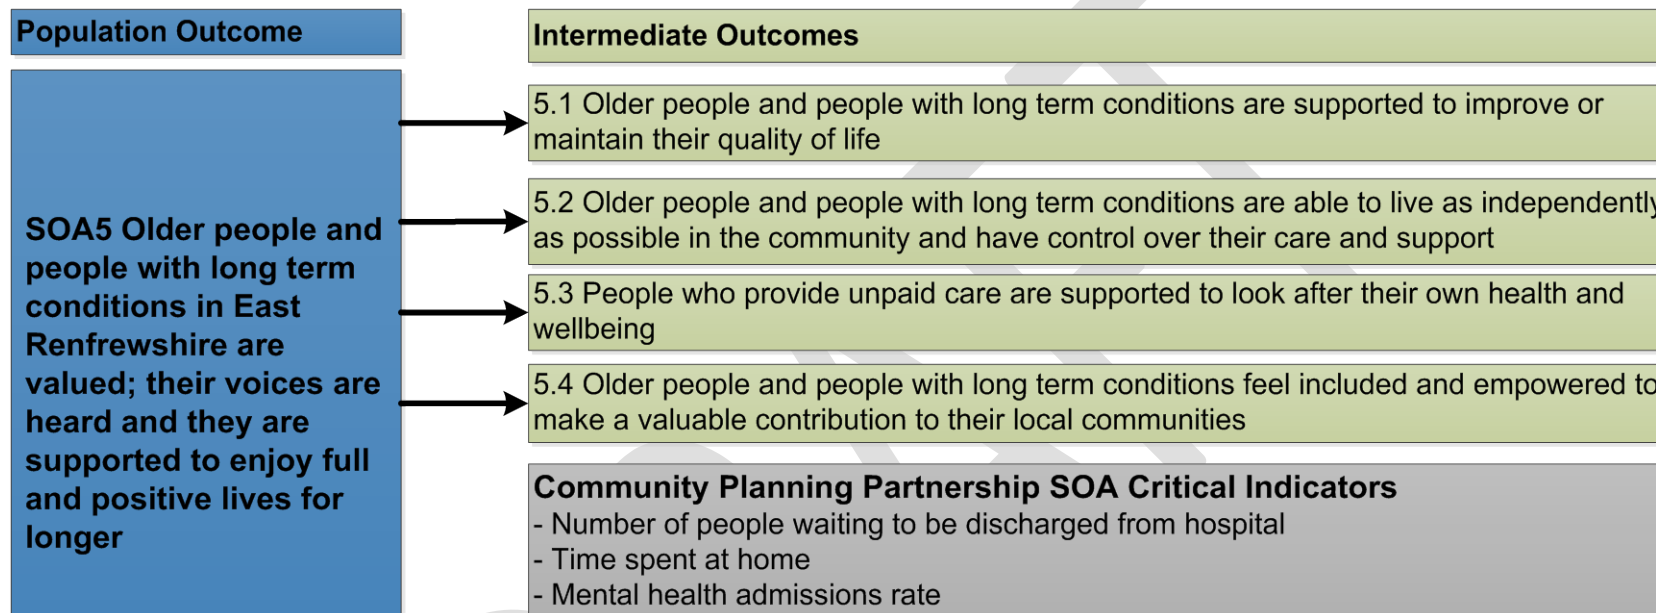 Population Outcome
SOA5 Older people and
people with long term
conditions in East
Renfrewshire are
valued; their voices are
heard and they are
supported to enjoy full
and positive lives for
longer
Intermediate Outcomes
5.1 Older people and people with long term conditions are supported to improve or
maintain their quality of life
5.2 Older people and people with long term conditions are able to live as independently
as possible in the community and have control over their care and support
5.3 People who provide unpaid care are supported to look after their own health and
wellbeing
5.4 Older people and people with long term conditions feel included and empowered to
make a valuable contribution to their local communities
Community Planning Partnership SOA Critical Indicators
- Number of people waiting to be discharged from hospital
- Time spent at home
- Mental health admissions rate